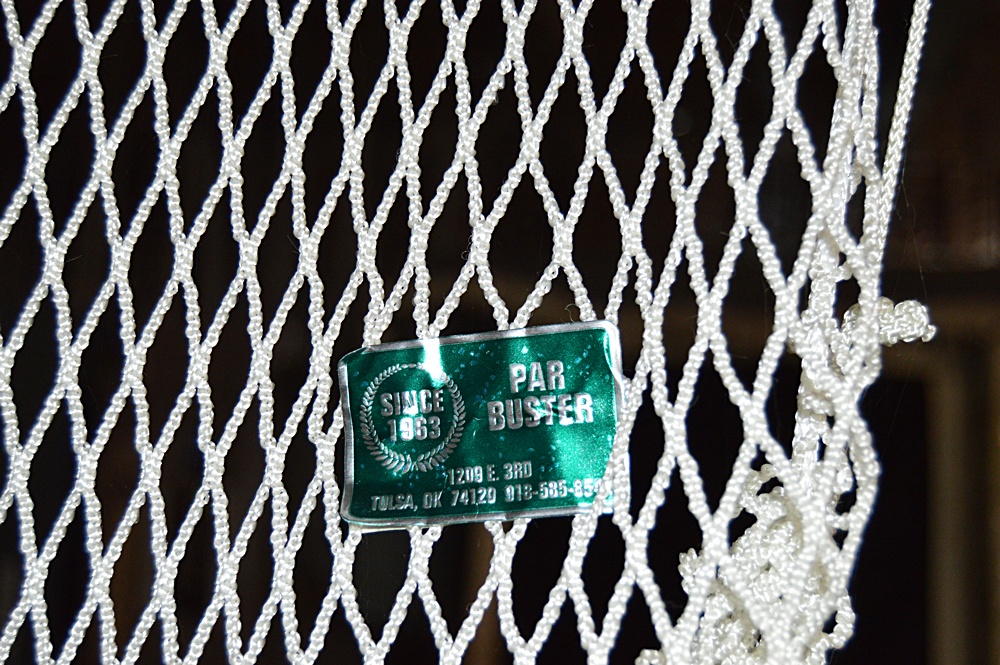 SINCE
1963
PAR
BUSTER
1209 E. 3RD
TULSA, OK 74120